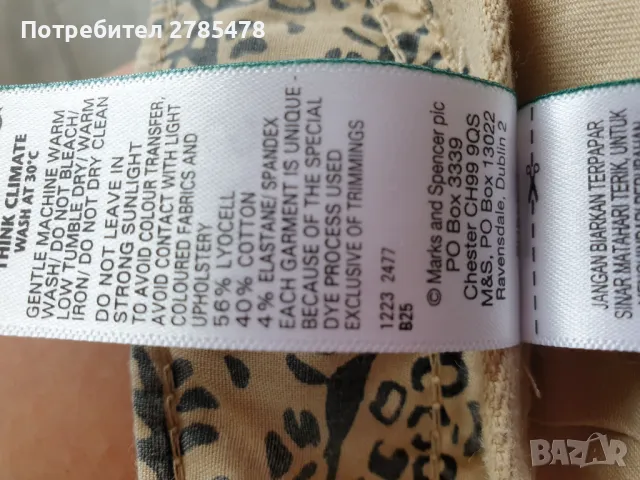 Потребител 2785478
THINK CLIMATE
WASH AT 30°C
GENTLE MACHINE WARM
WASH/ DO NOT BLEACH/
LOW TUMBLE DRY/ WARM
IRON/ DO NOT DRY CLEAN
DO NOT LEAVE IN
STRONG SUNLIGHT
TO AVOID COLOUR TRANSFER,
AVOID CONTACT WITH LIGHT
COLOURED FABRICS AND
UPHOLSTERY
56% LYOCELL
40% COTTON
4% ELASTANE/ SPANDEX
EACH GARMENT IS UNIQUE -
BECAUSE OF THE SPECIAL
DYE PROCESS USED
EXCLUSIVE OF TRIMMINGS
1223 2477
B25
© Marks and Spencer plc
PO Box 3339
Chester CH99 9QS
M&S, PO Box 13022
Ravensdale, Dublin 2
JANGAN BIARKAN TERPAPAR
SINAR MATAHARI TERIK, UNTUK
BAZAR